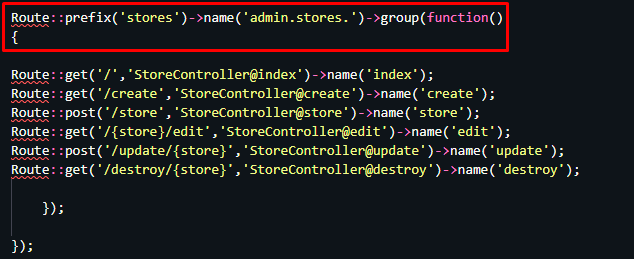 Route::prefix('stores')->name('admin.stores.')->group(function()
{
Route::get('/','StoreController@index')->name('index');
Route::get('/create','StoreController@create')->name('create');
Route::post('/store','StoreController@store')->name('store');
Route::get('/{store}/edit','StoreController@edit')->name('edit');
Route::post('/update/{store}','StoreController@update')->name('update');
Route::get('/destroy/{store}','StoreController@destroy')->name('destroy');
});
});